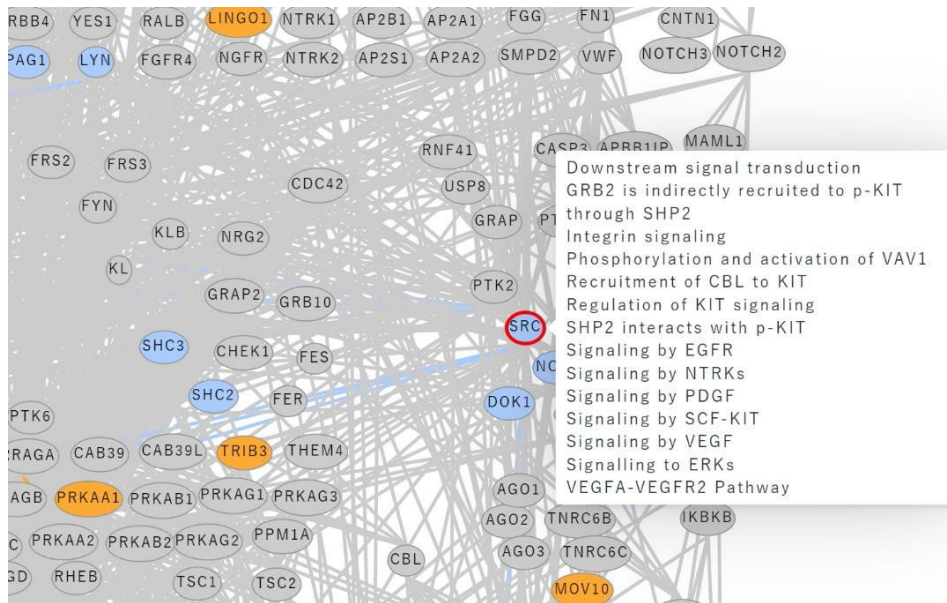 RBB4 YES1 RALB LINGO1 NTRK1 AP2B1 AP2A1 FGG FN1 CNTN1
PAG1 LYN FGFR4 NGFR NTRK2 AP2S1 AP2A2 SMPD2 VWF NOTCH3 NOTCH2
FRS2 FRS3 RNF41 CASP3 APBB1IP MAML1
CDC42 USP8
FYN
KLB NRG2 GRAP PT
KL
GRAP2 GRB10 PTK2
SRC
SHC3 CHEK1 FES NC
SHC2 FER DOK1
Downstream signal transduction
GRB2 is indirectly recruited to p-KIT
through SHP2
Integrin signaling
Phosphorylation and activation of VAV1
Recruitment of CBL to KIT
Regulation of KIT signaling
SHP2 interacts with p-KIT
Signaling by EGFR
Signaling by NTRKs
Signaling by PDGF
Signaling by SCF-KIT
Signaling by VEGF
Signalling to ERKs
VEGFA-VEGFR2 Pathway
PTK6
RRAGA CAB39 CAB39L TRIB3 THEM4
AGB PRKAA1 PRKAB1 PRKAG1 PRKAG3 AGO1
AGO2 TNRC6B IKBKB
C PRKAA2 PRKAB2 PRKAG2 PPM1A
CBL AGO3 TNRC6C
GD RHEB TSC1 TSC2
MOV10